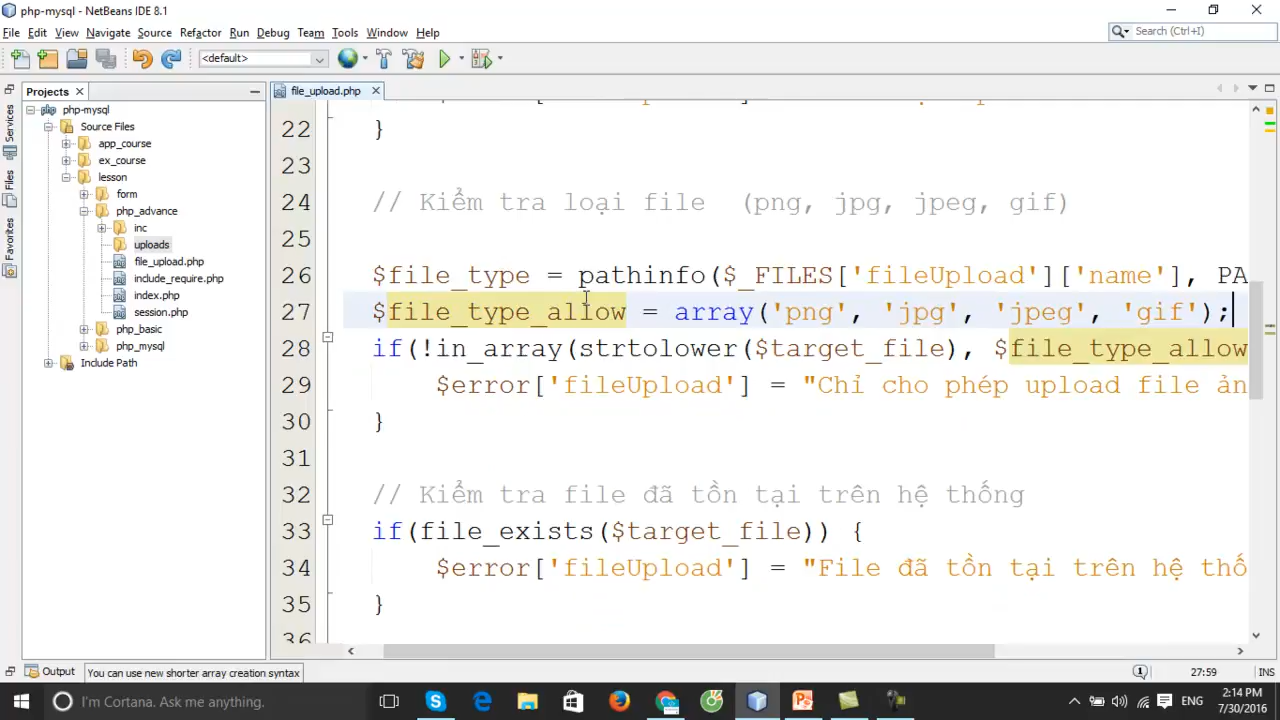 php-mysql - NetBeans IDE 8.1
File Edit View Navigate Source Refactor Run Debug Team Tools Window Help
Search (Ctrl+I)
<default>
Projects
file_upload.php
Services
Files
Favorites
php-mysql
Source Files
app_course
ex_course
lesson
form
php_advance
inc
uploads
file_upload.php
include_require.php
index.php
session.php
php_basic
php_mysql
Include Path
22 }
23
24 // Kiểm tra loại file (png, jpg, jpeg, gif)
25
26 $file_type = pathinfo($_FILES['fileUpload']['name'], PA
27 $file_type_allow = array('png', 'jpg', 'jpeg', 'gif');
28 if(!in_array(strtolower($target_file), $file_type_allow
29 $error['fileUpload'] = "Chỉ cho phép upload file ản
30 }
31
32 // Kiểm tra file đã tồn tại trên hệ thống
33 if(file_exists($target_file)) {
34 $error['fileUpload'] = "File đã tồn tại trên hệ thố
35 }
36
Output
You can use new shorter array creation syntax
1
27:59
INS
I'm Cortana. Ask me anything.
ENG
2:14 PM
7/30/2016